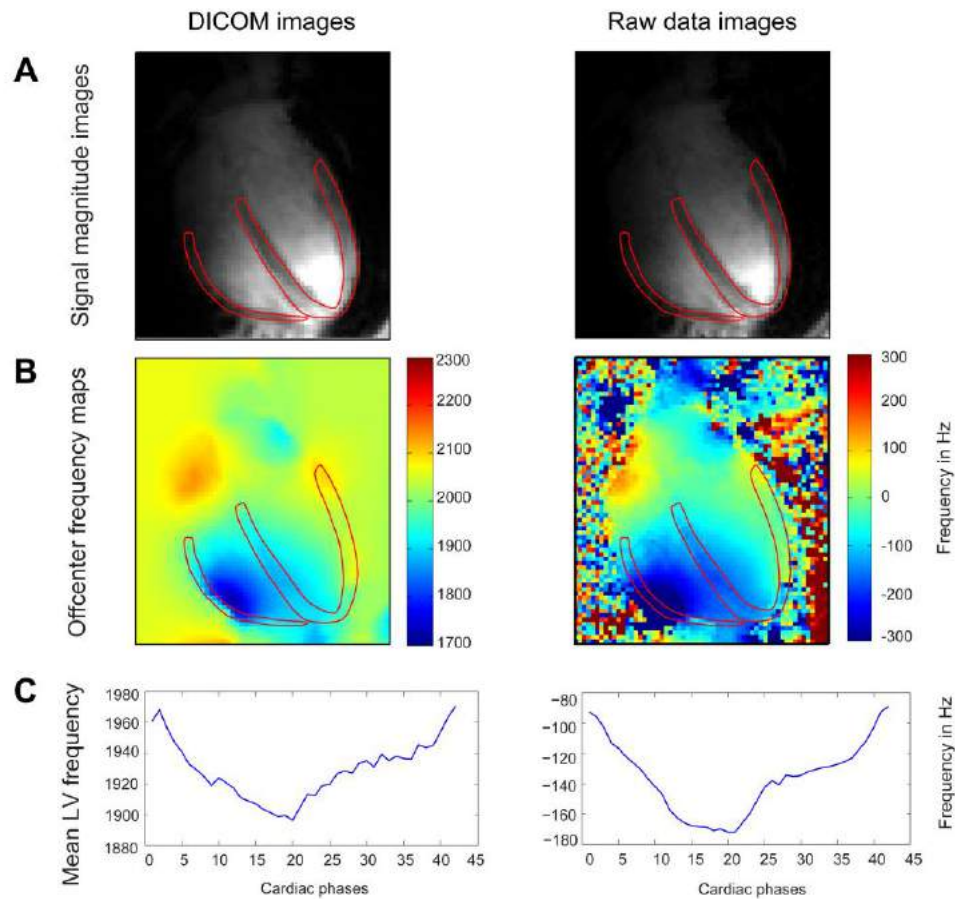 DICOM images
Raw data images
A
Signal magnitude images
B
Offcenter frequency maps
2300
2200
2100
2000
1900
1800
1700
300
200
100
0
-100
-200
-300
Frequency in Hz
C
Mean LV frequency
1980
1960
1940
1920
1900
1880
0 5 10 15 20 25 30 35 40 45
Cardiac phases
-80
-100
-120
-140
-160
-180
0 5 10 15 20 25 30 35 40 45
Cardiac phases
Frequency in Hz